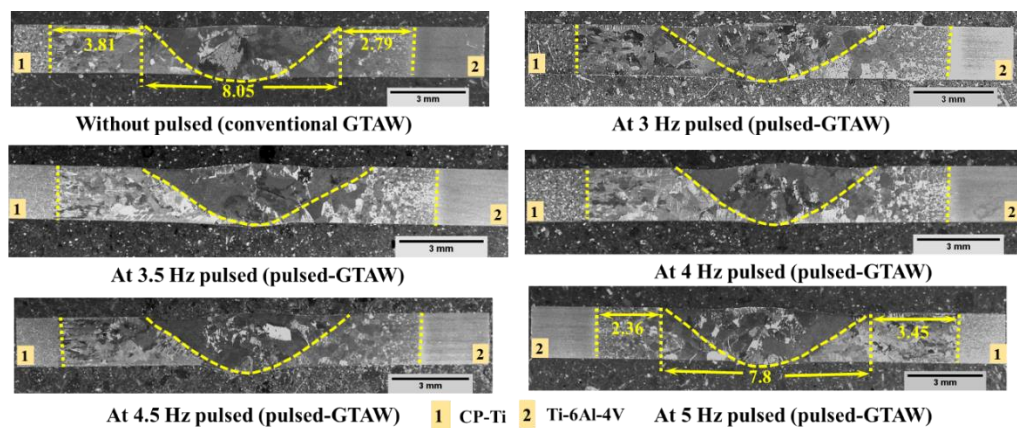 3.81
2.79
1
2
8.05
3 mm
Without pulsed (conventional GTAW)
1
2
3 mm
At 3 Hz pulsed (pulsed-GTAW)
1
2
3 mm
At 3.5 Hz pulsed (pulsed-GTAW)
1
2
3 mm
At 4 Hz pulsed (pulsed-GTAW)
1
2
3 mm
At 4.5 Hz pulsed (pulsed-GTAW)
2.36
3.45
2
1
7.8
3 mm
At 5 Hz pulsed (pulsed-GTAW)
1 CP-Ti 2 Ti-6Al-4V